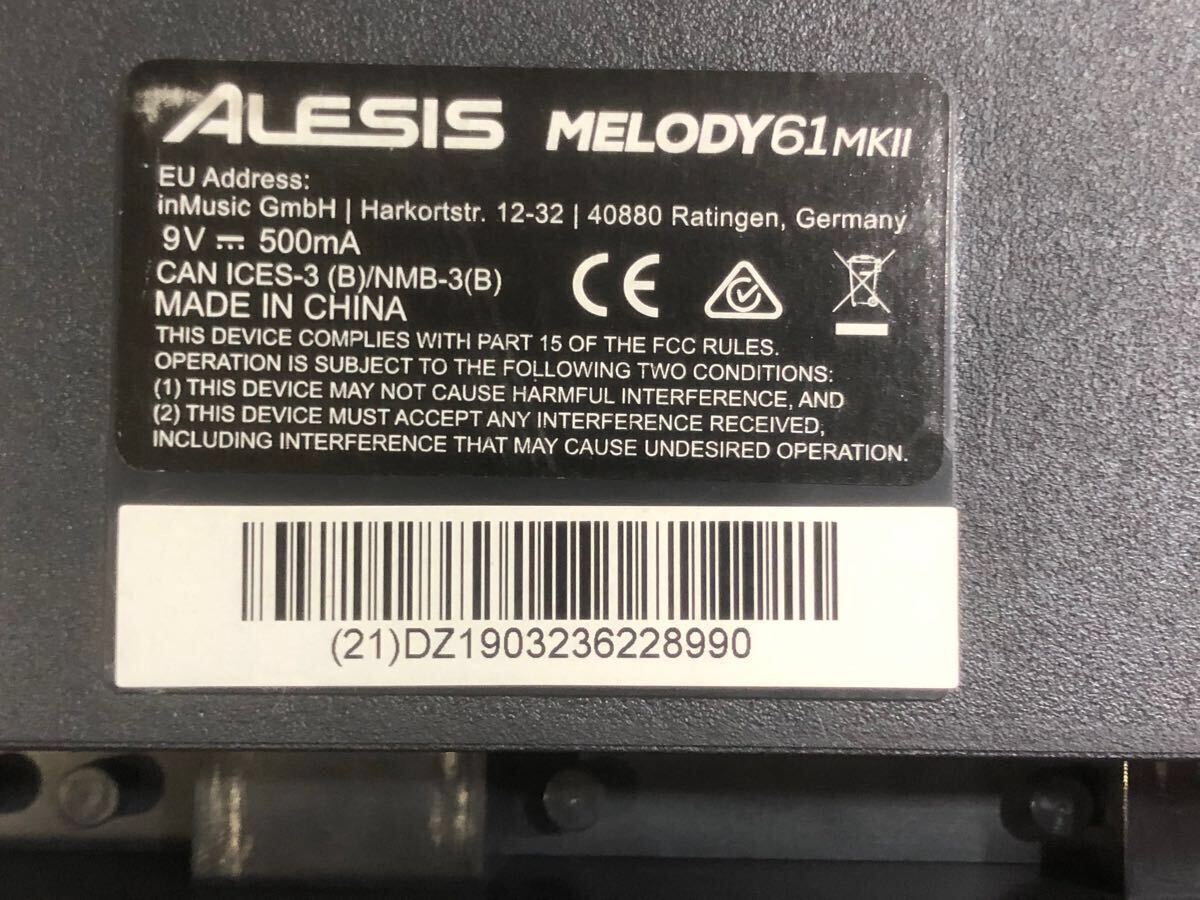 ALESIS MELODY61MKII
EU Address:
inMusic GmbH | Harkortstr. 12-32 | 40880 Ratingen, Germany
9V ⎓ 500mA
CAN ICES-3 (B)/NMB-3(B)
MADE IN CHINA
CE
THIS DEVICE COMPLIES WITH PART 15 OF THE FCC RULES.
OPERATION IS SUBJECT TO THE FOLLOWING TWO CONDITIONS:
(1) THIS DEVICE MAY NOT CAUSE HARMFUL INTERFERENCE, AND
(2) THIS DEVICE MUST ACCEPT ANY INTERFERENCE RECEIVED,
INCLUDING INTERFERENCE THAT MAY CAUSE UNDESIRED OPERATION.
(21)DZ1903236228990